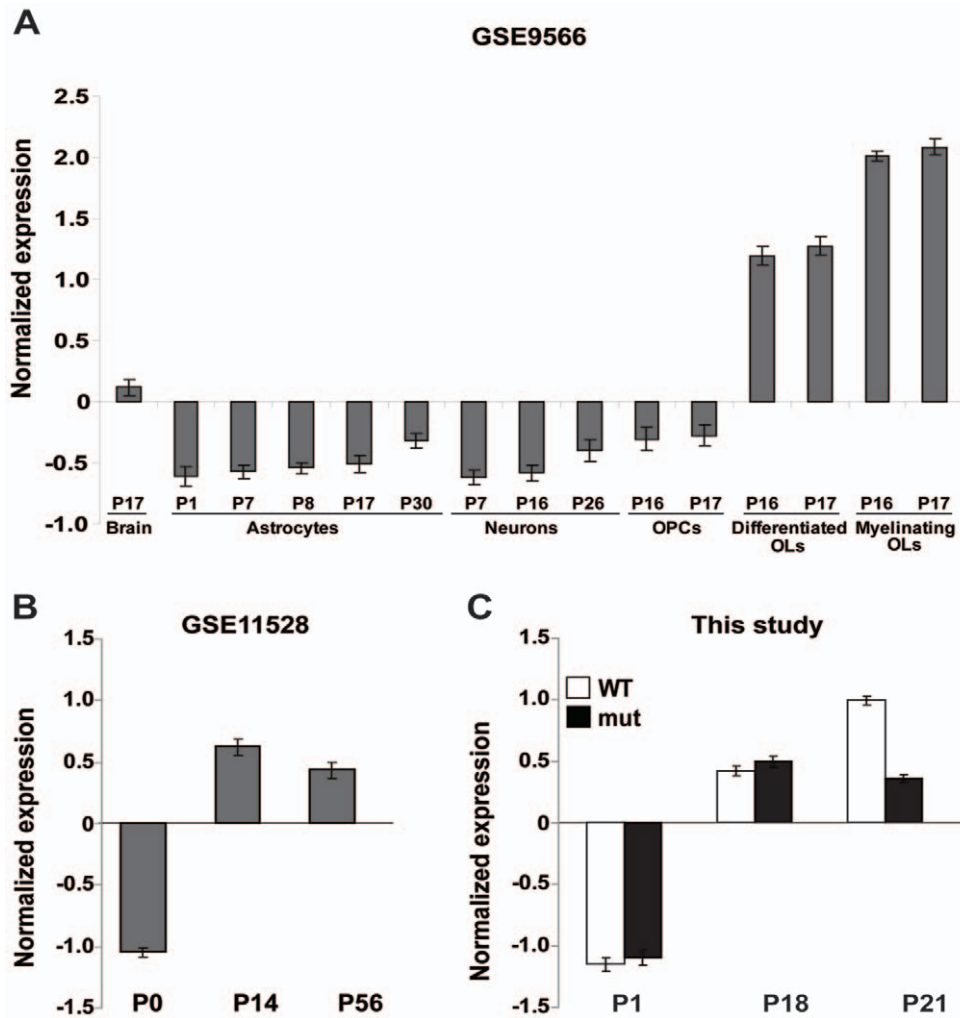 A
GSE9566
Normalized expression
2.5
2.0
1.5
1.0
0.5
0
-0.5
-1.0
P17 P1 P7 P8 P17 P30 P7 P16 P26 P16 P17 P16 P17 P16 P17
Brain Astrocytes Neurons OPCs Differentiated OLs Myelinating OLs
B
GSE11528
Normalized expression
1.5
1.0
0.5
0
-0.5
-1.0
-1.5
P0 P14 P56
C
This study
WT
mut
Normalized expression
1.5
1.0
0.5
0
-0.5
-1.0
-1.5
P1 P18 P21